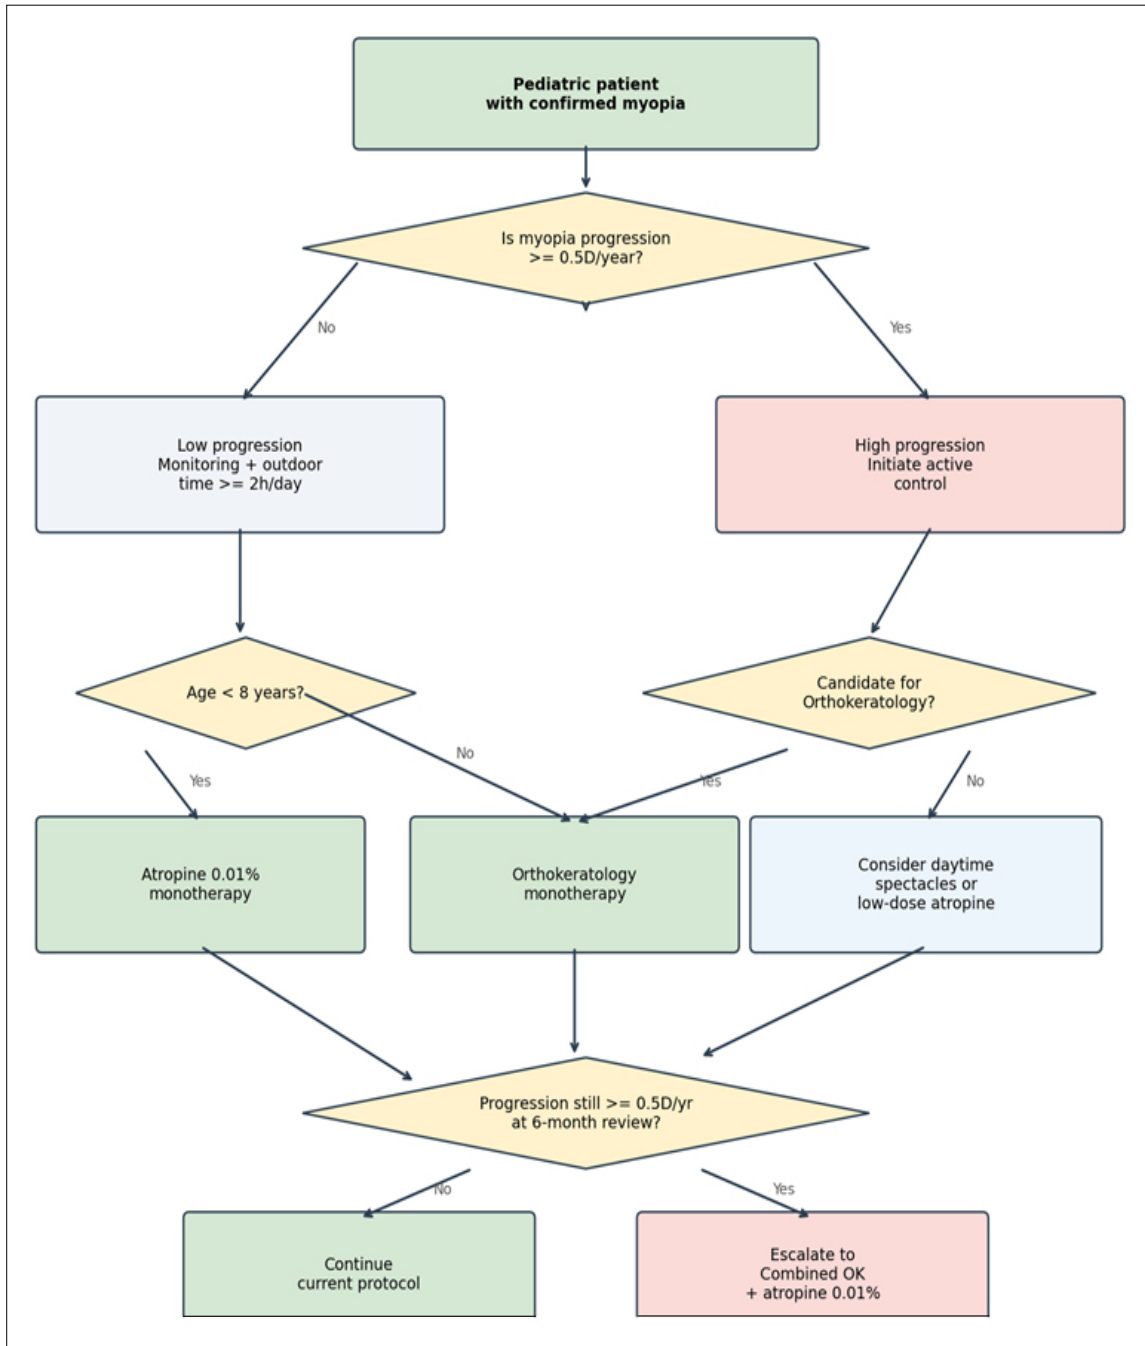 Pediatric patient
with confirmed myopia
Is myopia progression
>= 0.5D/year?
No
Yes
Low progression
Monitoring + outdoor
time >= 2h/day
High progression
Initiate active
control
Age < 8 years?
Candidate for
Orthokeratology?
No
Yes
Yes
No
Atropine 0.01%
monotherapy
Orthokeratology
monotherapy
Consider daytime
spectacles or
low-dose atropine
Progression still >= 0.5D/yr
at 6-month review?
No
Yes
Continue
current protocol
Escalate to
Combined OK
+ atropine 0.01%